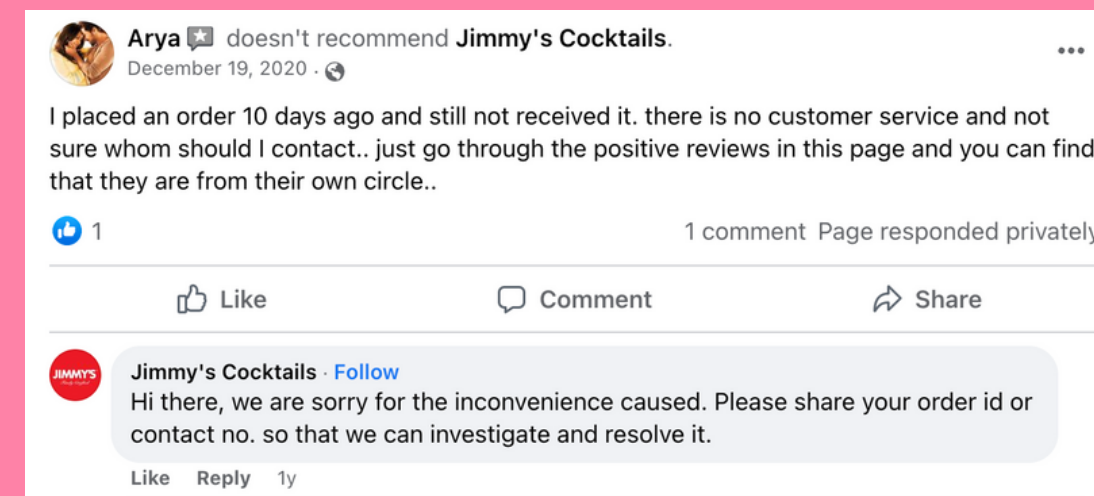 Arya doesn't recommend Jimmy's Cocktails.
December 19, 2020 ·
I placed an order 10 days ago and still not received it. there is no customer service and not
sure whom should I contact.. just go through the positive reviews in this page and you can find
that they are from their own circle..
1
1 comment Page responded privately
Like Comment Share
JIMMY'S
Jimmy's Cocktails · Follow
Hi there, we are sorry for the inconvenience caused. Please share your order id or
contact no. so that we can investigate and resolve it.
Like Reply 1y